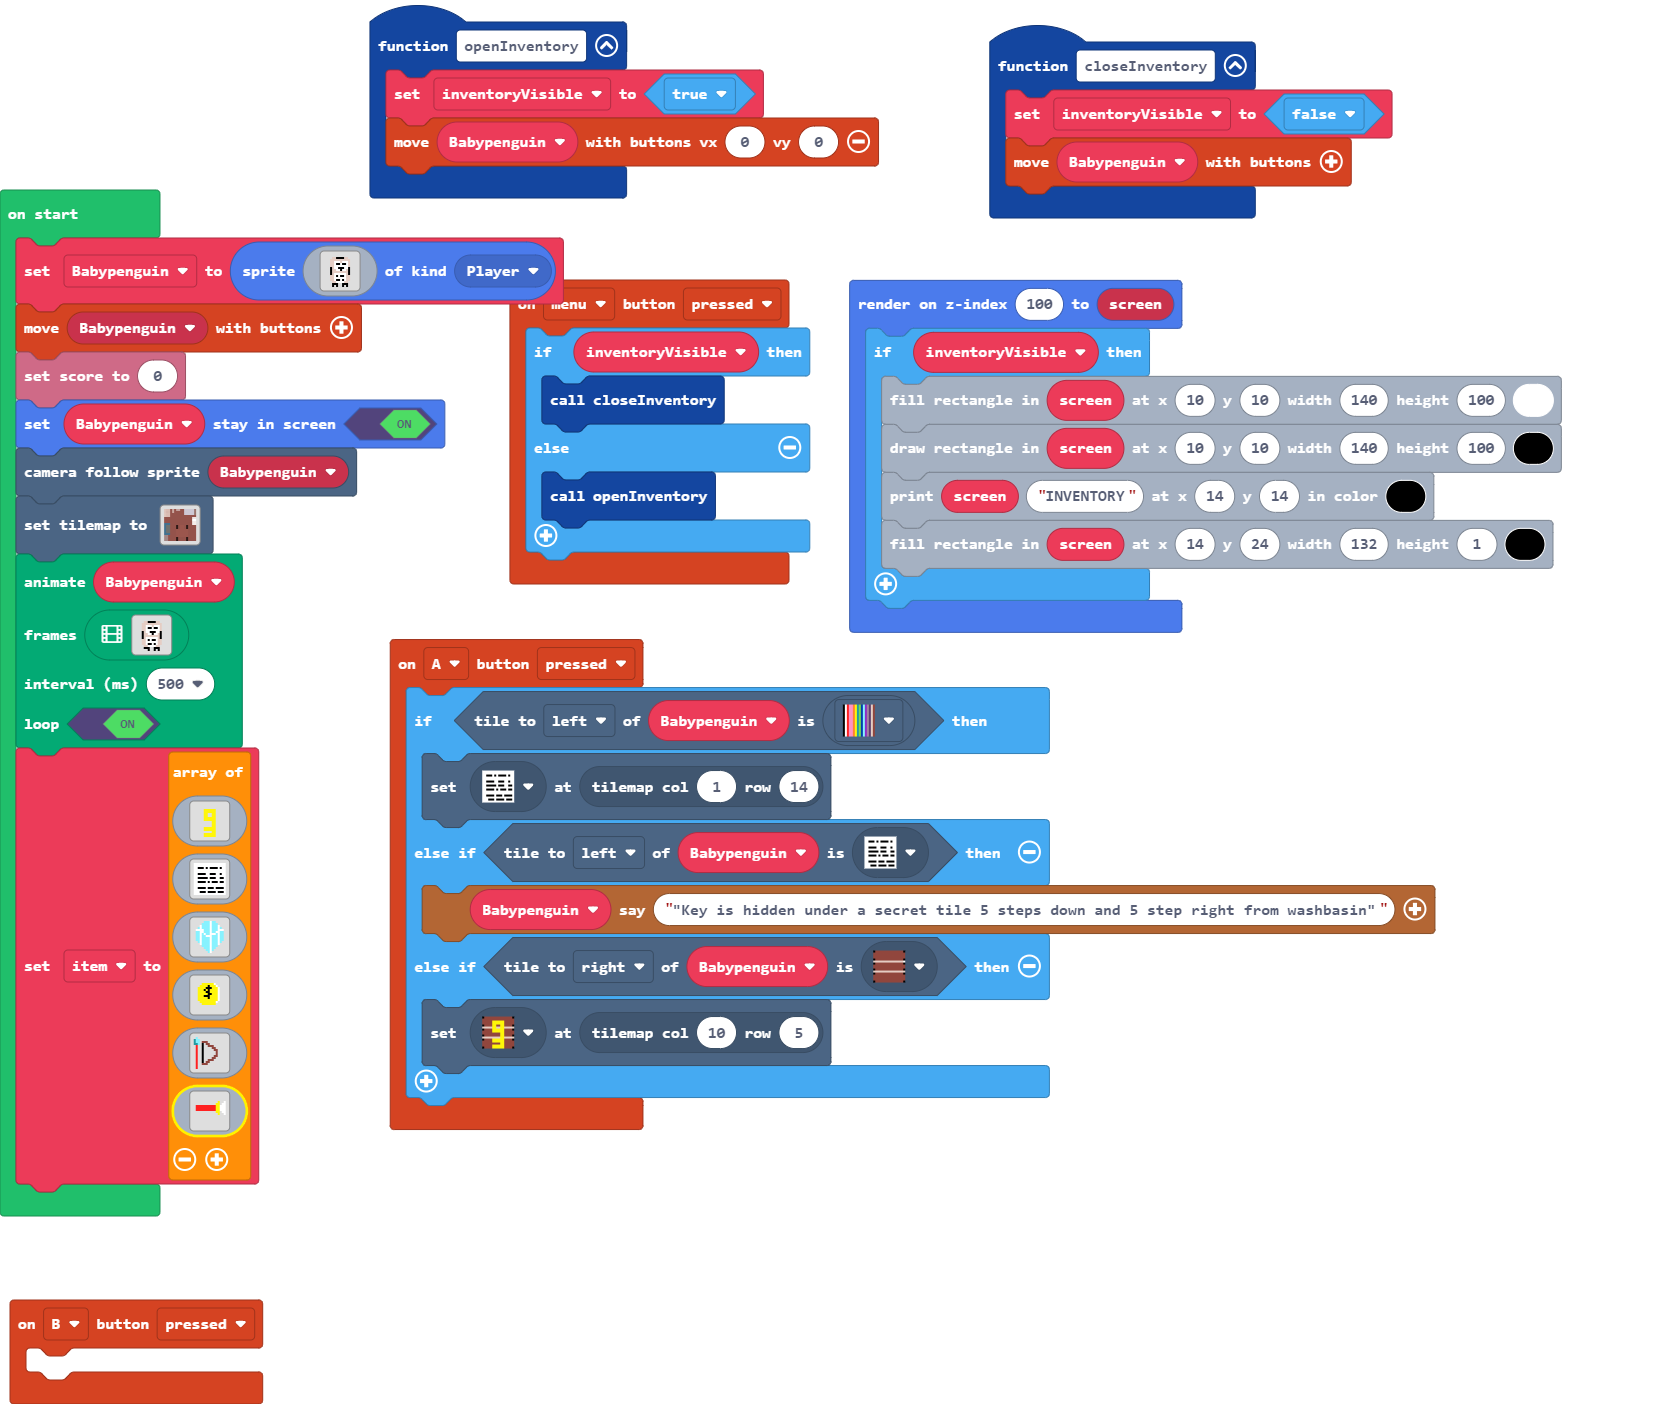 function openInventory
set inventoryVisible to true
move Babypenguin with buttons vx 0 vy 0
function closeInventory
set inventoryVisible to false
move Babypenguin with buttons
on start
set Babypenguin to sprite of kind Player
move Babypenguin with buttons
set score to 0
set Babypenguin stay in screen ON
camera follow sprite Babypenguin
set tilemap to
animate Babypenguin
frames
interval (ms) 500
loop ON
set item to array of
on menu button pressed
if inventoryVisible then
call closeInventory
else
call openInventory
render on z-index 100 to screen
if inventoryVisible then
fill rectangle in screen at x 10 y 10 width 140 height 100
draw rectangle in screen at x 10 y 10 width 140 height 100
print screen "INVENTORY" at x 14 y 14 in color
fill rectangle in screen at x 14 y 24 width 132 height 1
on A button pressed
if tile to left of Babypenguin is then
set at tilemap col 1 row 14
else if tile to left of Babypenguin is then
Babypenguin say ""Key is hidden under a secret tile 5 steps down and 5 step right from washbasin""
else if tile to right of Babypenguin is then
set at tilemap col 10 row 5
on B button pressed